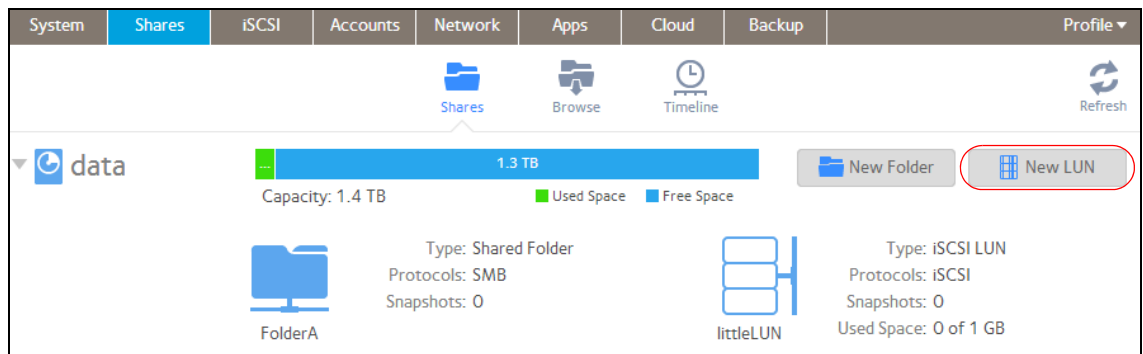 System Shares iSCSI Accounts Network Apps Cloud Backup Profile
Shares Browse Timeline Refresh
data ... 1.3 TB New Folder New LUN
Capacity: 1.4 TB Used Space Free Space
Type: Shared Folder
Protocols: SMB
Snapshots: 0
FolderA
Type: iSCSI LUN
Protocols: iSCSI
Snapshots: 0
Used Space: 0 of 1 GB
littleLUN